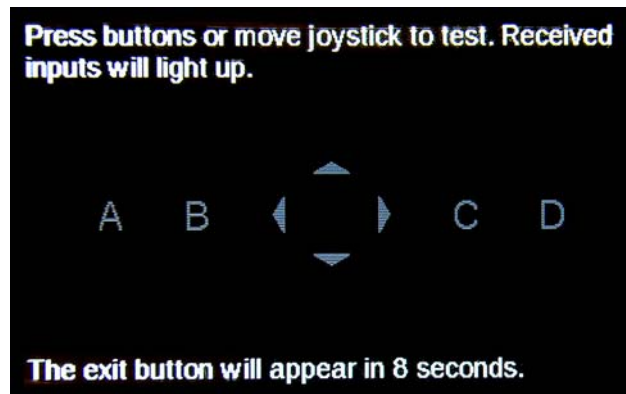 Press buttons or move joystick to test. Received
inputs will light up.
A B C D
The exit button will appear in 8 seconds.